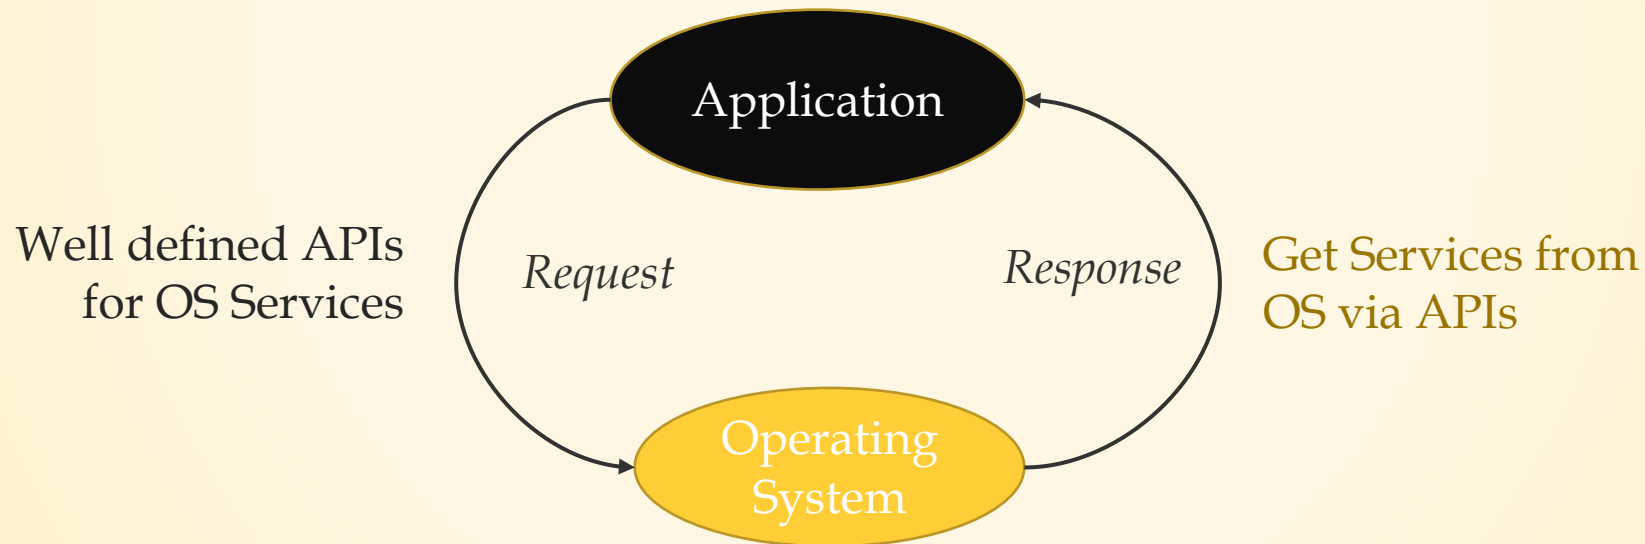 Application
Well defined APIs
for OS Services
Request
Response
Get Services from
OS via APIs
Operating
System